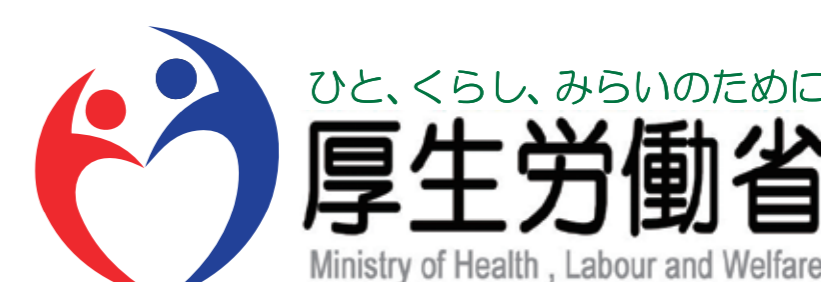 ひと、くらし、みらいのために
厚生労働省
Ministry of Health , Labour and Welfare